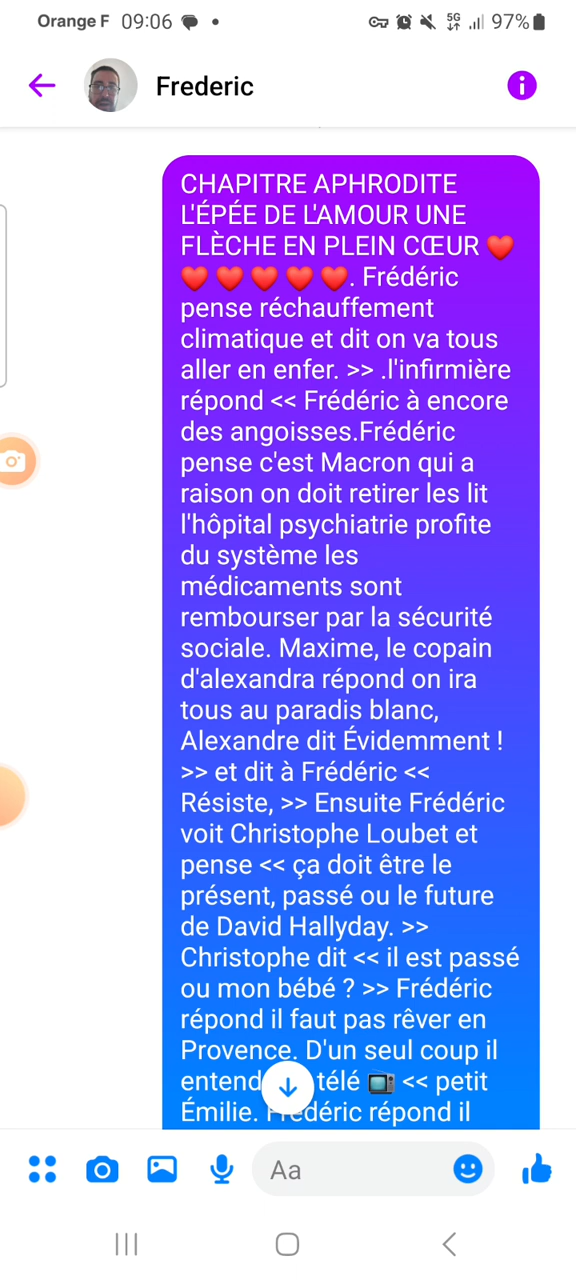 Orange F 09:06
5G 97%
Frederic
CHAPITRE APHRODITE
L'ÉPÉE DE L'AMOUR UNE
FLÈCHE EN PLEIN CŒUR ❤️
❤️ ❤️ ❤️ ❤️ ❤️. Frédéric
pense réchauffement
climatique et dit on va tous
aller en enfer. >> .l'infirmière
répond << Frédéric à encore
des angoisses.Frédéric
pense c'est Macron qui a
raison on doit retirer les lit
l'hôpital psychiatrie profite
du système les
médicaments sont
rembourser par la sécurité
sociale. Maxime, le copain
d'alexandra répond on ira
tous au paradis blanc,
Alexandre dit Évidemment !
>> et dit à Frédéric <<
Résiste, >> Ensuite Frédéric
voit Christophe Loubet et
pense << ça doit être le
présent, passé ou le future
de David Hallyday. >>
Christophe dit << il est passé
ou mon bébé ? >> Frédéric
répond il faut pas rêver en
Provence. D'un seul coup il
entend télé 📺 << petit
Émilie. Frédéric répond il
Aa